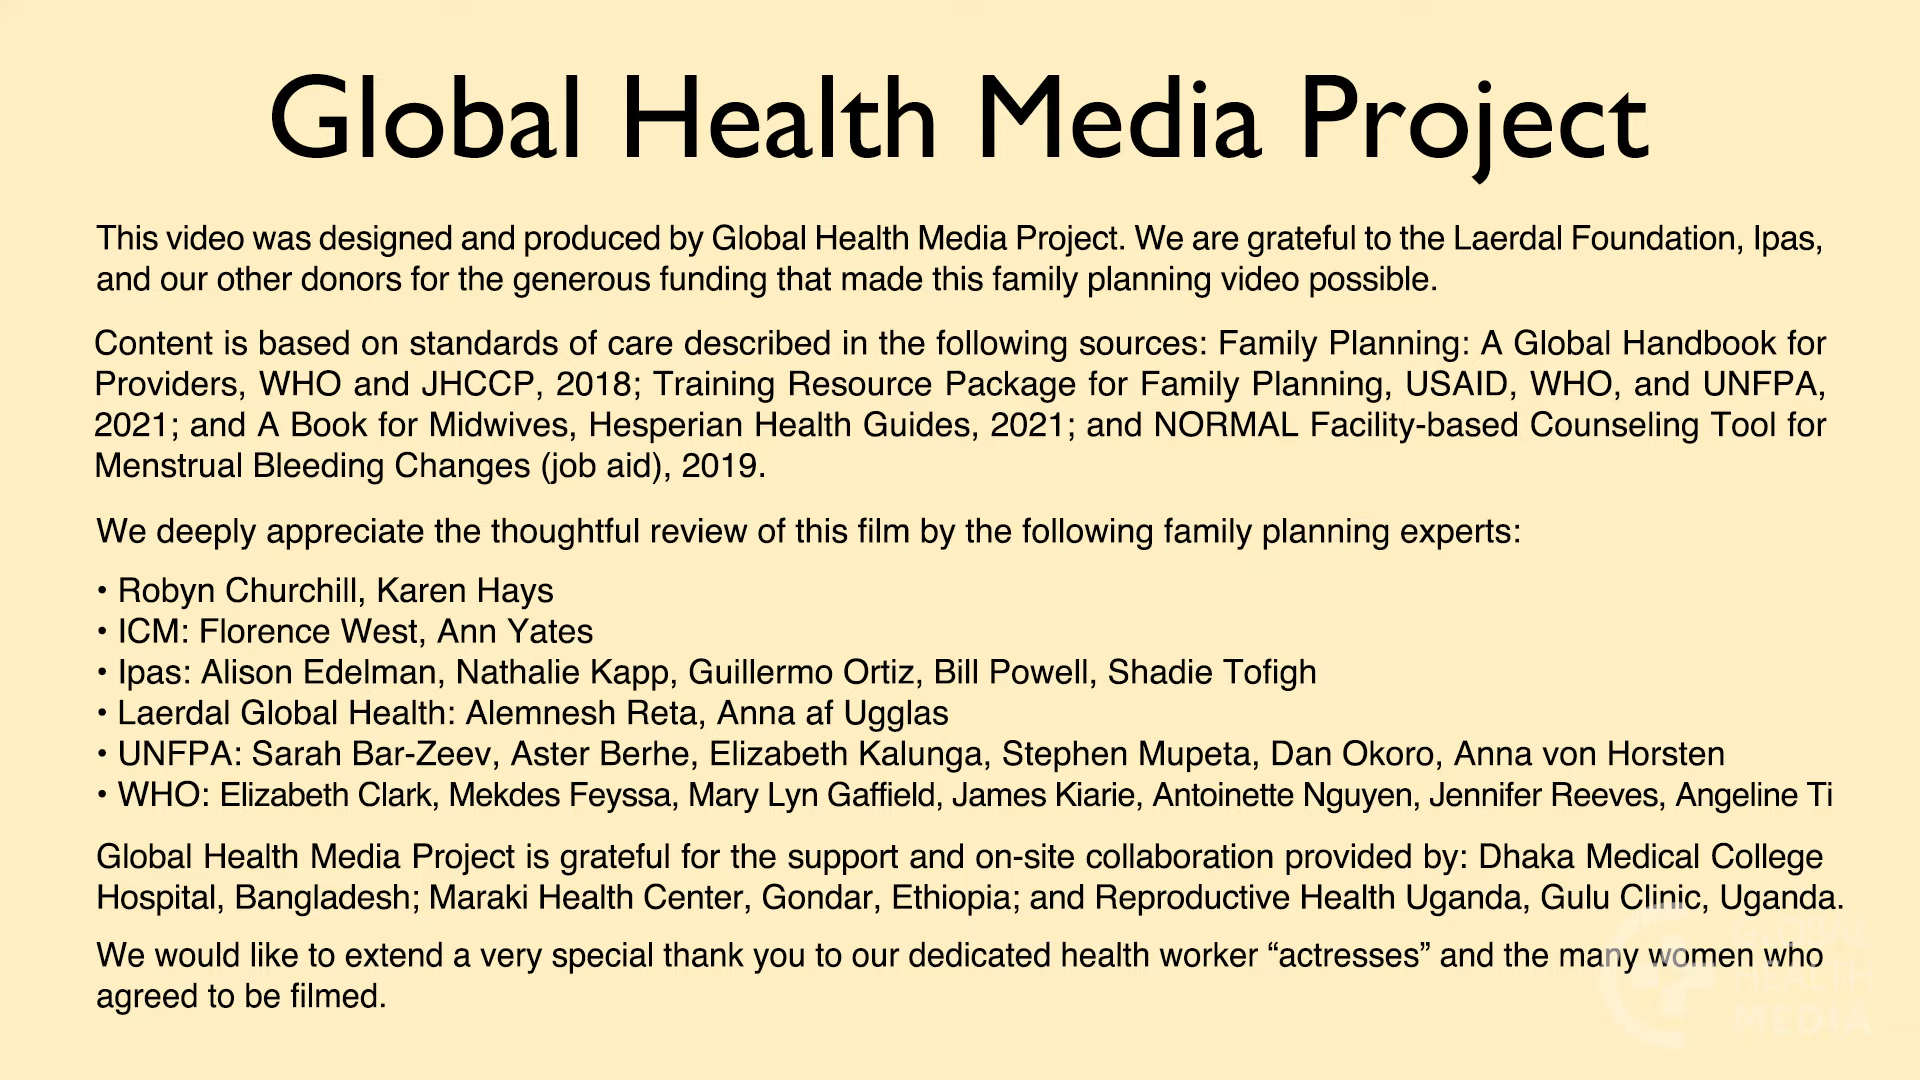 Global Health Media Project
This video was designed and produced by Global Health Media Project. We are grateful to the Laerdal Foundation, Ipas,
and our other donors for the generous funding that made this family planning video possible.
Content is based on standards of care described in the following sources: Family Planning: A Global Handbook for
Providers, WHO and JHCCP, 2018; Training Resource Package for Family Planning, USAID, WHO, and UNFPA,
2021; and A Book for Midwives, Hesperian Health Guides, 2021; and NORMAL Facility-based Counseling Tool for
Menstrual Bleeding Changes (job aid), 2019.
We deeply appreciate the thoughtful review of this film by the following family planning experts:
• Robyn Churchill, Karen Hays
• ICM: Florence West, Ann Yates
• Ipas: Alison Edelman, Nathalie Kapp, Guillermo Ortiz, Bill Powell, Shadie Tofigh
• Laerdal Global Health: Alemnesh Reta, Anna af Ugglas
• UNFPA: Sarah Bar-Zeev, Aster Berhe, Elizabeth Kalunga, Stephen Mupeta, Dan Okoro, Anna von Horsten
• WHO: Elizabeth Clark, Mekdes Feyssa, Mary Lyn Gaffield, James Kiarie, Antoinette Nguyen, Jennifer Reeves, Angeline Ti
Global Health Media Project is grateful for the support and on-site collaboration provided by: Dhaka Medical College
Hospital, Bangladesh; Maraki Health Center, Gondar, Ethiopia; and Reproductive Health Uganda, Gulu Clinic, Uganda.
We would like to extend a very special thank you to our dedicated health worker “actresses” and the many women who
agreed to be filmed.
GLOBAL
HEALTH
MEDIA